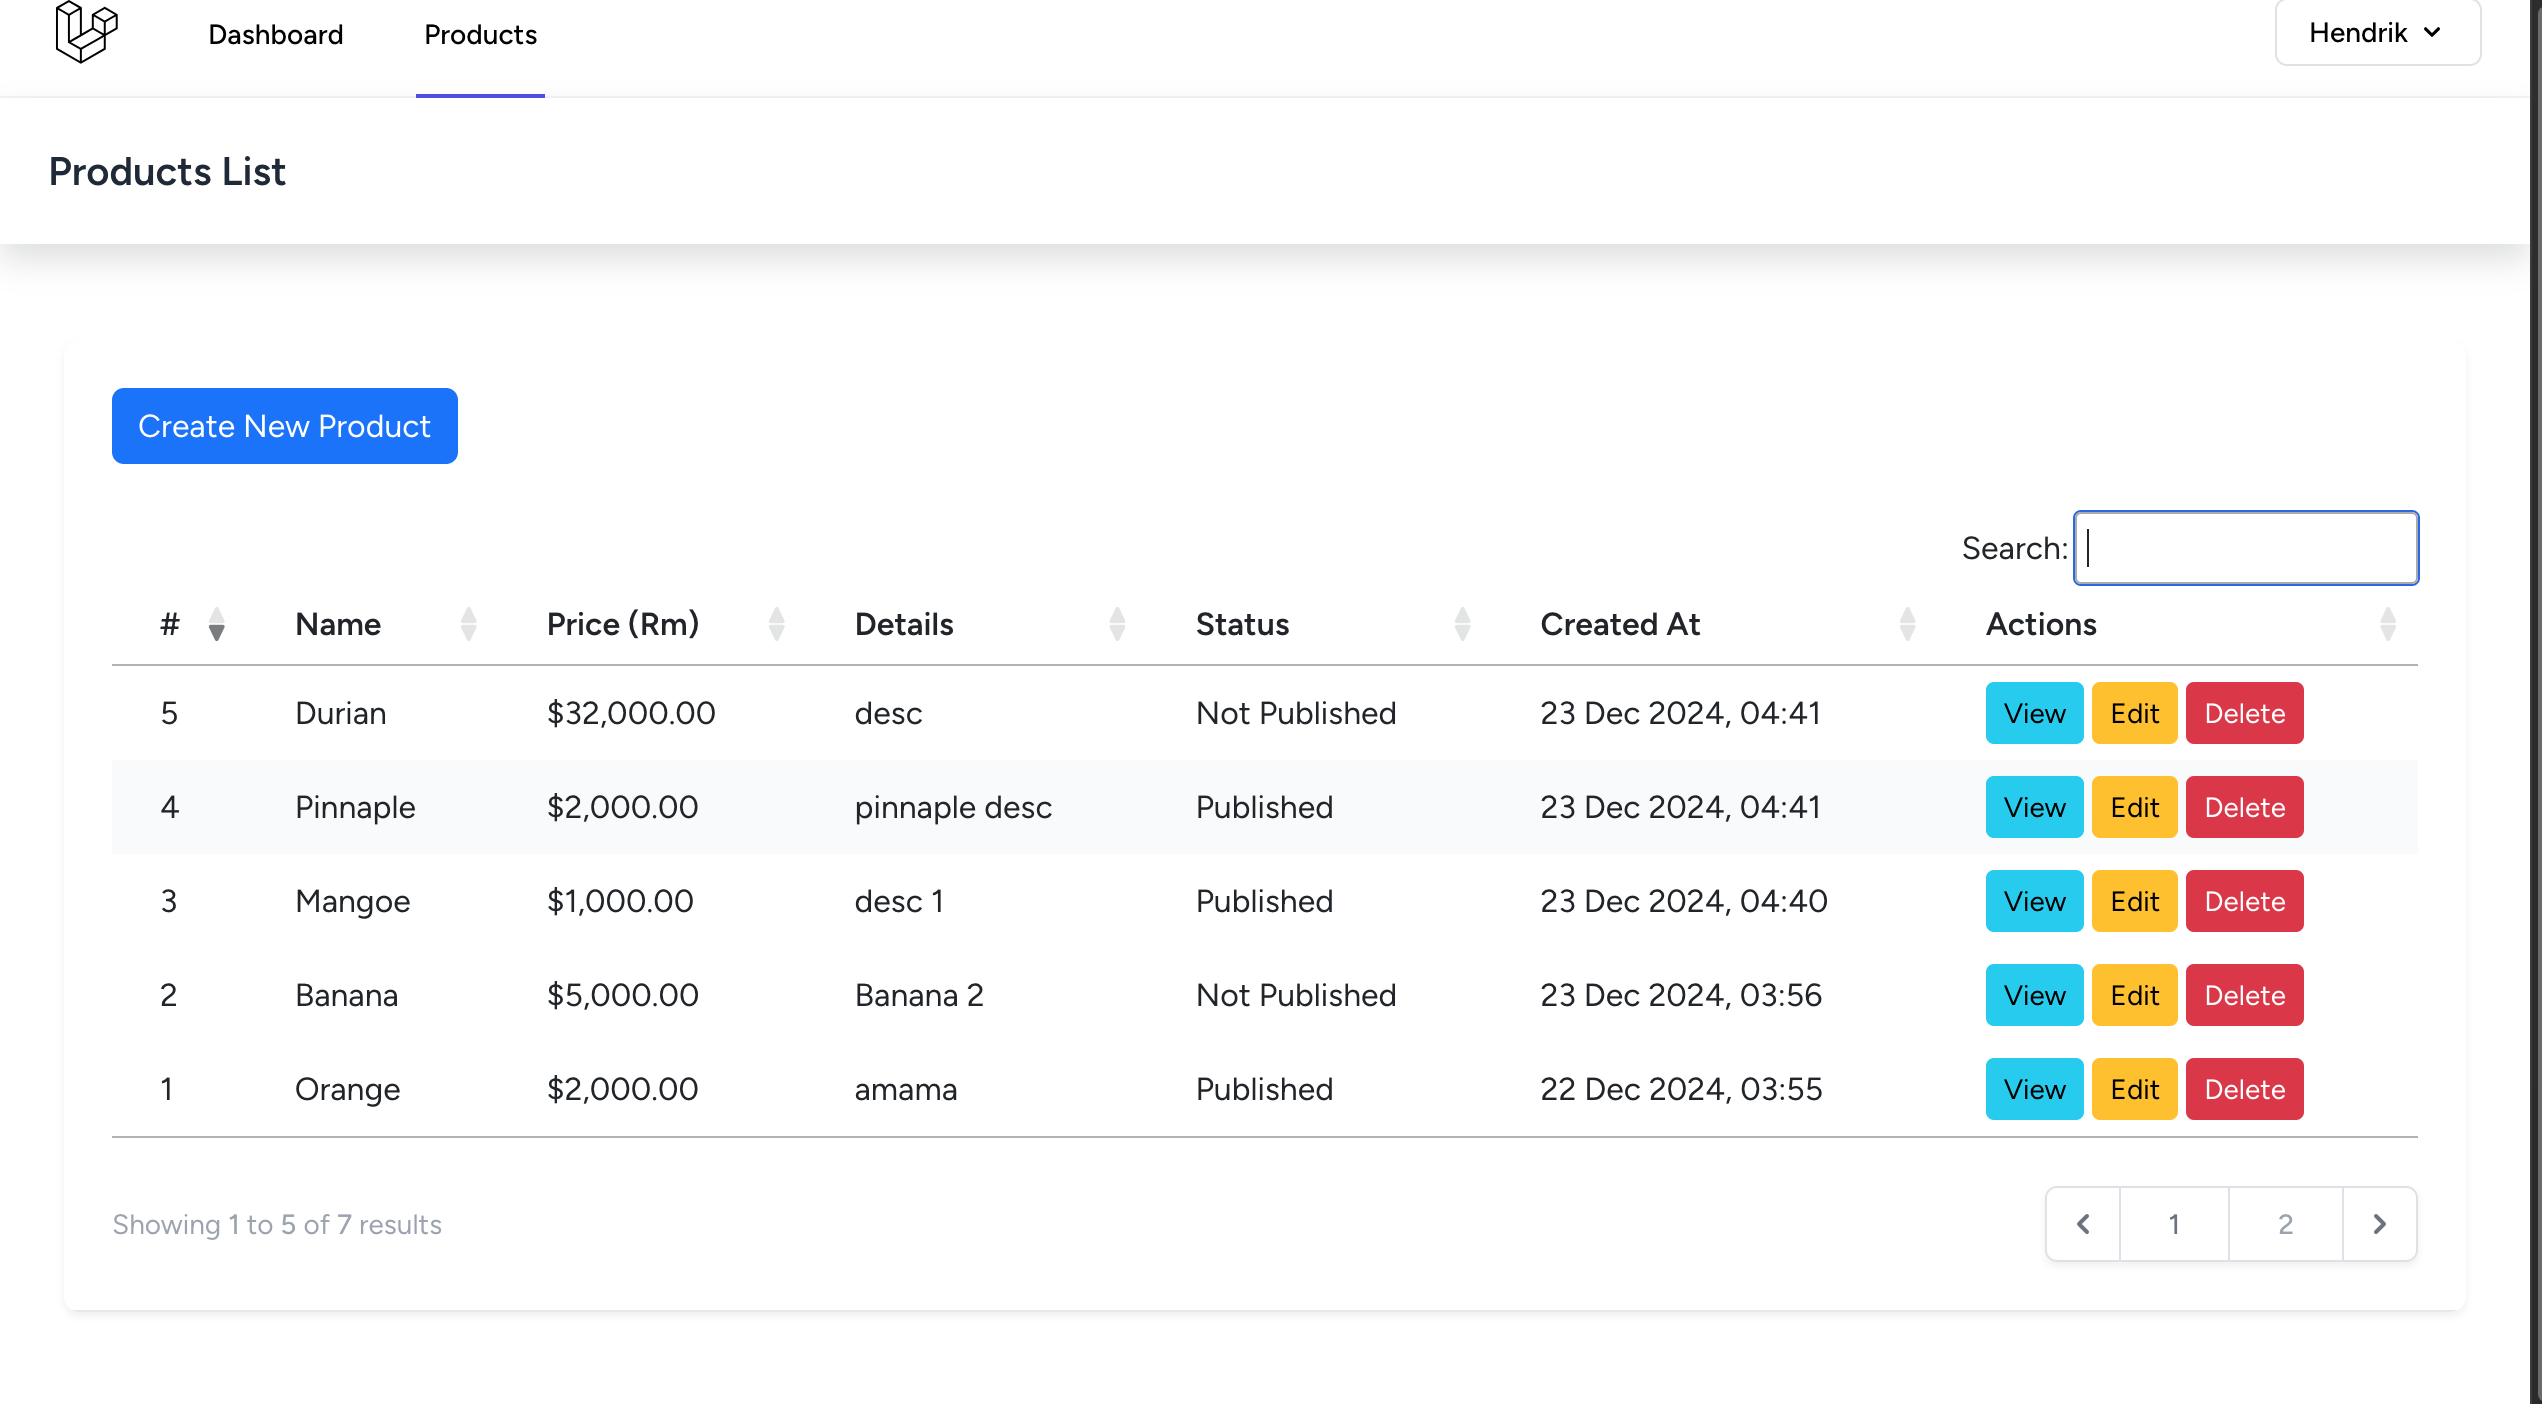 Dashboard Products Hendrik
Products List
Create New Product
Search:
# Name Price (Rm) Details Status Created At Actions
5 Durian $32,000.00 desc Not Published 23 Dec 2024, 04:41 View Edit Delete
4 Pinnaple $2,000.00 pinnaple desc Published 23 Dec 2024, 04:41 View Edit Delete
3 Mangoe $1,000.00 desc 1 Published 23 Dec 2024, 04:40 View Edit Delete
2 Banana $5,000.00 Banana 2 Not Published 23 Dec 2024, 03:56 View Edit Delete
1 Orange $2,000.00 amama Published 22 Dec 2024, 03:55 View Edit Delete
Showing 1 to 5 of 7 results 1 2